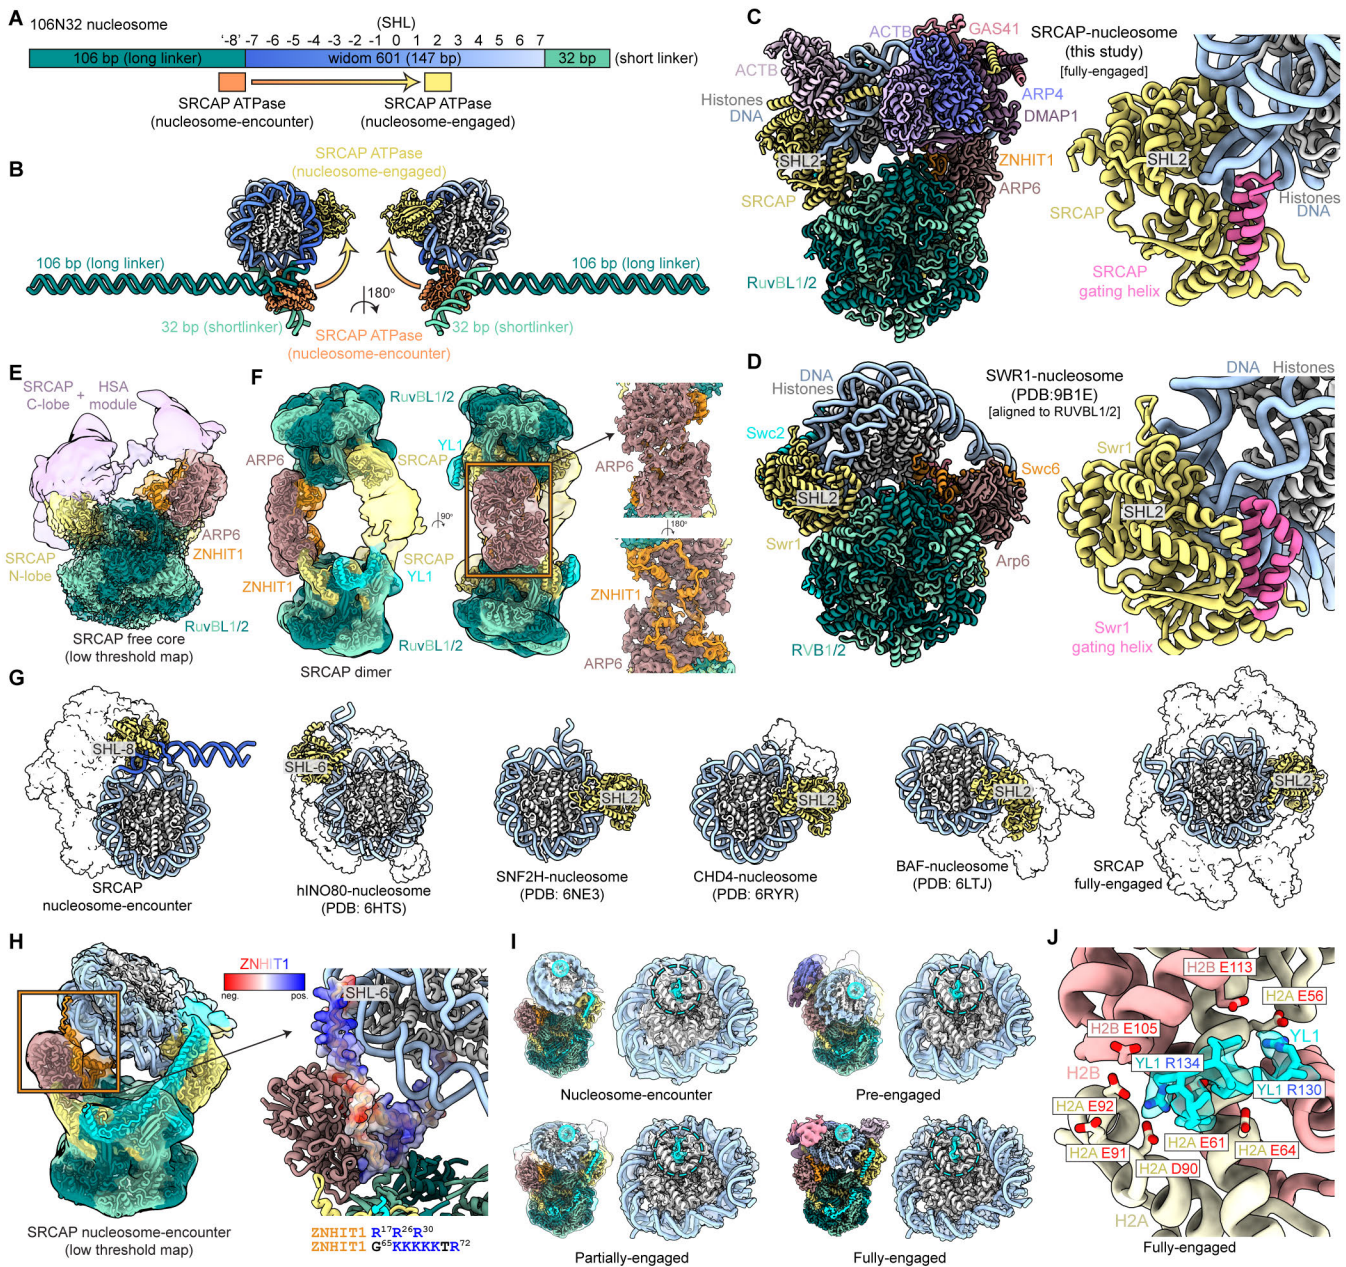 A
106N32 nucleosome
(SHL)
'-8' -7 -6 -5 -4 -3 -2 -1 0 1 2 3 4 5 6 7
106 bp (long linker)
widom 601 (147 bp)
32 bp
(short linker)
SRCAP ATPase
(nucleosome-encounter)
SRCAP ATPase
(nucleosome-engaged)
B
SRCAP ATPase
(nucleosome-engaged)
106 bp (long linker)
106 bp (long linker)
180°
32 bp (shortlinker)
32 bp (shortlinker)
SRCAP ATPase
(nucleosome-encounter)
C
ACTB
GAS41
ACTB
Histones
DNA
ARP4
DMAP1
SHL2
ZNHIT1
ARP6
SRCAP
RuvBL1/2
SRCAP-nucleosome
(this study)
[fully-engaged]
SHL2
SRCAP
Histones
DNA
SRCAP
gating helix
D
DNA
Histones
Swc2
Swc6
SHL2
Swr1
Arp6
RVB1/2
SWR1-nucleosome
(PDB:9B1E)
[aligned to RUVBL1/2]
DNA
Histones
Swr1
SHL2
Swr1
gating helix
E
SRCAP
C-lobe
+
HSA
module
ARP6
ZNHIT1
SRCAP
N-lobe
RuvBL1/2
SRCAP free core
(low threshold map)
F
RuvBL1/2
YL1
ARP6
SRCAP
90°
SRCAP
ZNHIT1
YL1
RuvBL1/2
SRCAP dimer
ARP6
180°
ZNHIT1
ARP6
G
SHL-8
SRCAP
nucleosome-encounter
SHL-6
hINO80-nucleosome
(PDB: 6HTS)
SHL2
SNF2H-nucleosome
(PDB: 6NE3)
SHL2
CHD4-nucleosome
(PDB: 6RYR)
SHL2
BAF-nucleosome
(PDB: 6LTJ)
SHL2
SRCAP
fully-engaged
H
ZNHIT1
neg.
pos.
SHL-6
SRCAP nucleosome-encounter
(low threshold map)
ZNHIT1 R¹⁷R²⁶R³⁰
ZNHIT1 G⁶⁵KKKKKTR⁷²
I
Nucleosome-encounter
Pre-engaged
Partially-engaged
Fully-engaged
J
H2B E113
H2A E56
H2B E105
YL1
YL1 R134
H2B
YL1 R130
H2A E92
H2A E61
H2A E64
H2A E91
H2A D90
H2A
Fully-engaged